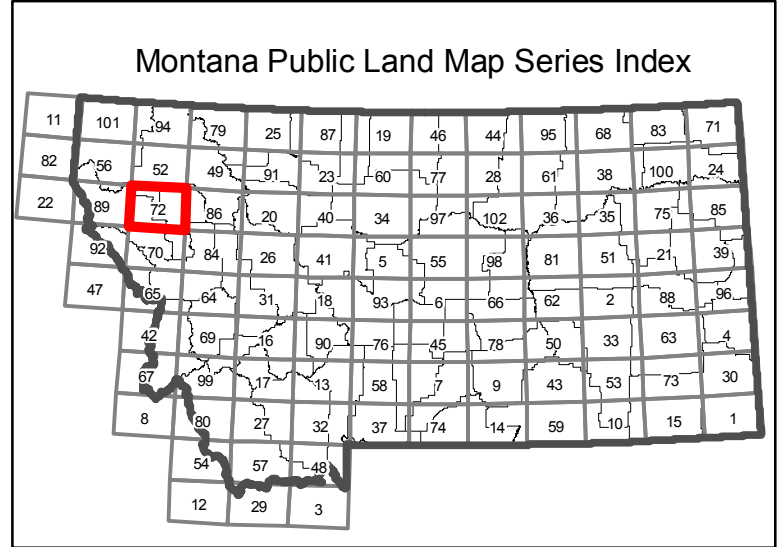 Montana Public Land Map Series Index
11 101 94 79 25 87 19 46 44 95 68 83 71
82 56 52 49 91 23 60 77 28 61 38 100 24
22 89 72 86 20 40 34 97 102 36 35 75 85
92 70 84 26 41 5 55 98 81 51 21 39
47 65 64 31 18 93 6 66 62 2 88 96
42 69 16 90 76 45 78 50 33 63 4
67 99 17 13 58 7 9 43 53 73 30
8 80 27 32 37 74 14 59 10 15 1
54 57 48
12 29 3